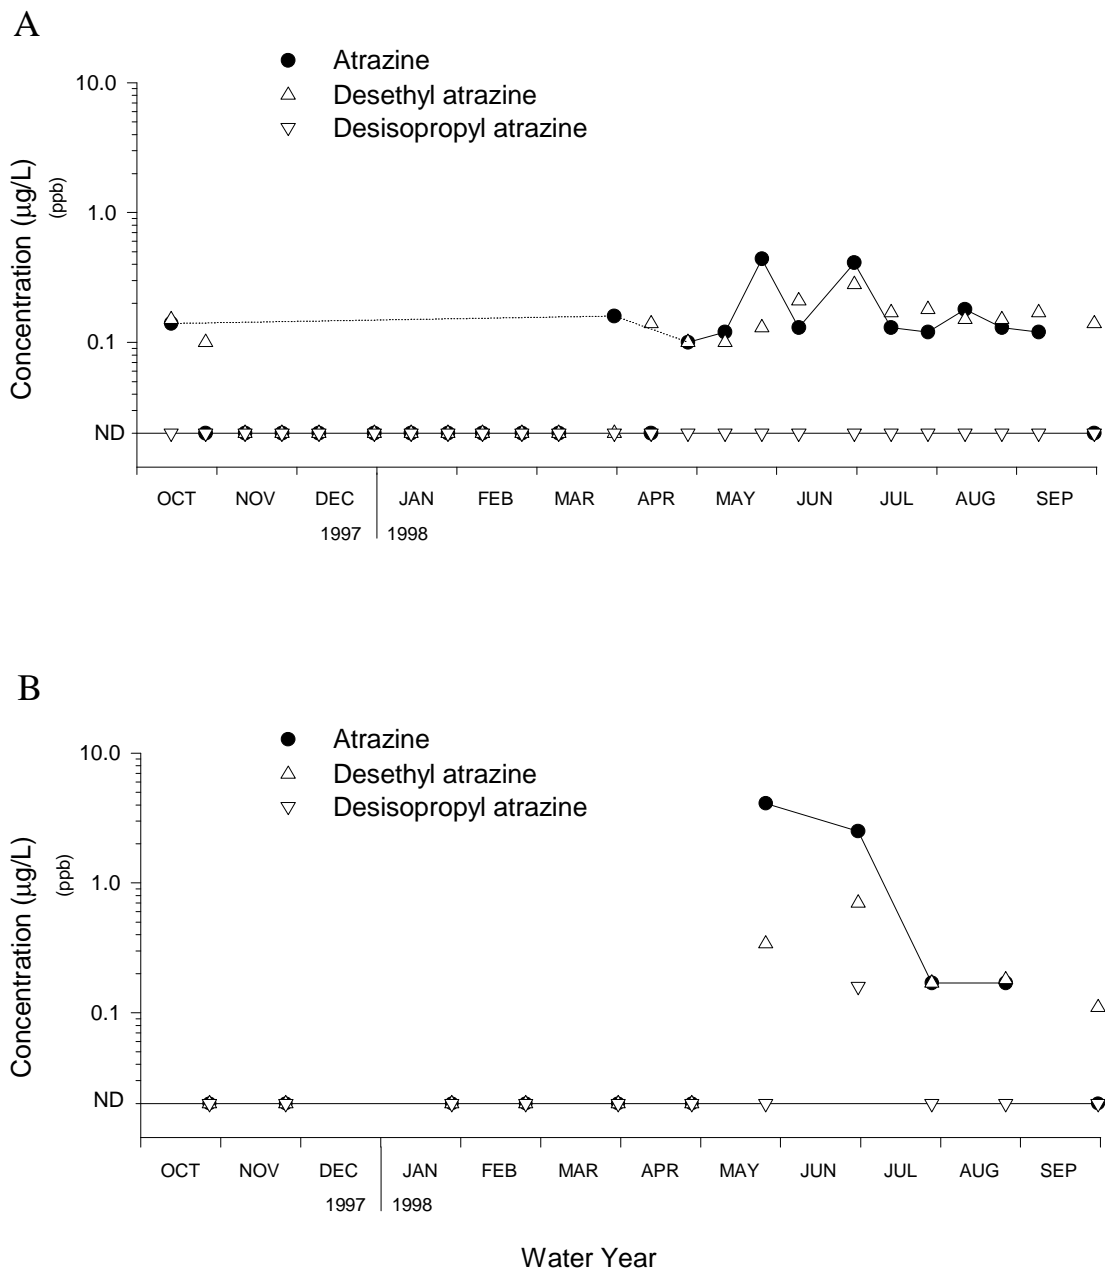 A
Atrazine
Desethyl atrazine
Desisopropyl atrazine
10.0
1.0
0.1
ND
Concentration (µg/L)
(ppb)
OCT NOV DEC JAN FEB MAR APR MAY JUN JUL AUG SEP
1997 1998
B
Atrazine
Desethyl atrazine
Desisopropyl atrazine
10.0
1.0
0.1
ND
Concentration (µg/L)
(ppb)
OCT NOV DEC JAN FEB MAR APR MAY JUN JUL AUG SEP
1997 1998
Water Year